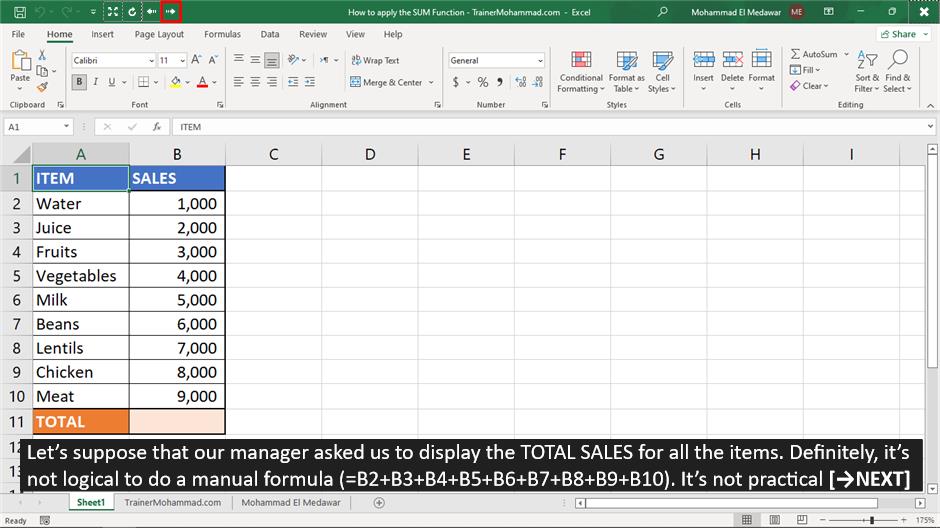 How to apply the SUM Function - TrainerMohammad.com - Excel
Mohammad El Medawar ME
File Home Insert Page Layout Formulas Data Review View Help Share
Paste
Clipboard
Calibri 11 A A
B I U A
Font
ab Wrap Text
Merge & Center
Alignment
General
$ % 9 .00
Number
Conditional Formatting
Format as Table
Cell Styles
Styles
Insert Delete Format
Cells
AutoSum
Fill
Clear
Sort & Filter
Find & Select
Editing
A1 fx ITEM
A B C D E F G H I
1 ITEM SALES
2 Water 1,000
3 Juice 2,000
4 Fruits 3,000
5 Vegetables 4,000
6 Milk 5,000
7 Beans 6,000
8 Lentils 7,000
9 Chicken 8,000
10 Meat 9,000
11 TOTAL
12
Let's suppose that our manager asked us to display the TOTAL SALES for all the items. Definitely, it's
not logical to do a manual formula (=B2+B3+B4+B5+B6+B7+B8+B9+B10). It's not practical [→NEXT]
Sheet1 TrainerMohammad.com Mohammad El Medawar
Ready 175%